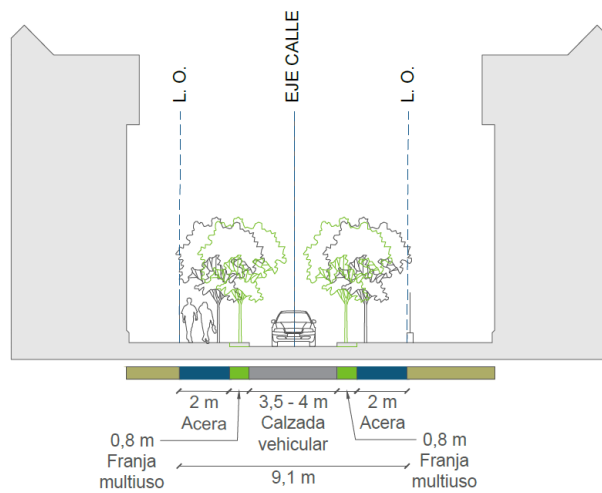 L. O.
EJE CALLE
L. O.
2 m
Acera
3,5 - 4 m
Calzada
vehicular
2 m
Acera
0,8 m
Franja
multiuso
0,8 m
Franja
multiuso
9,1 m